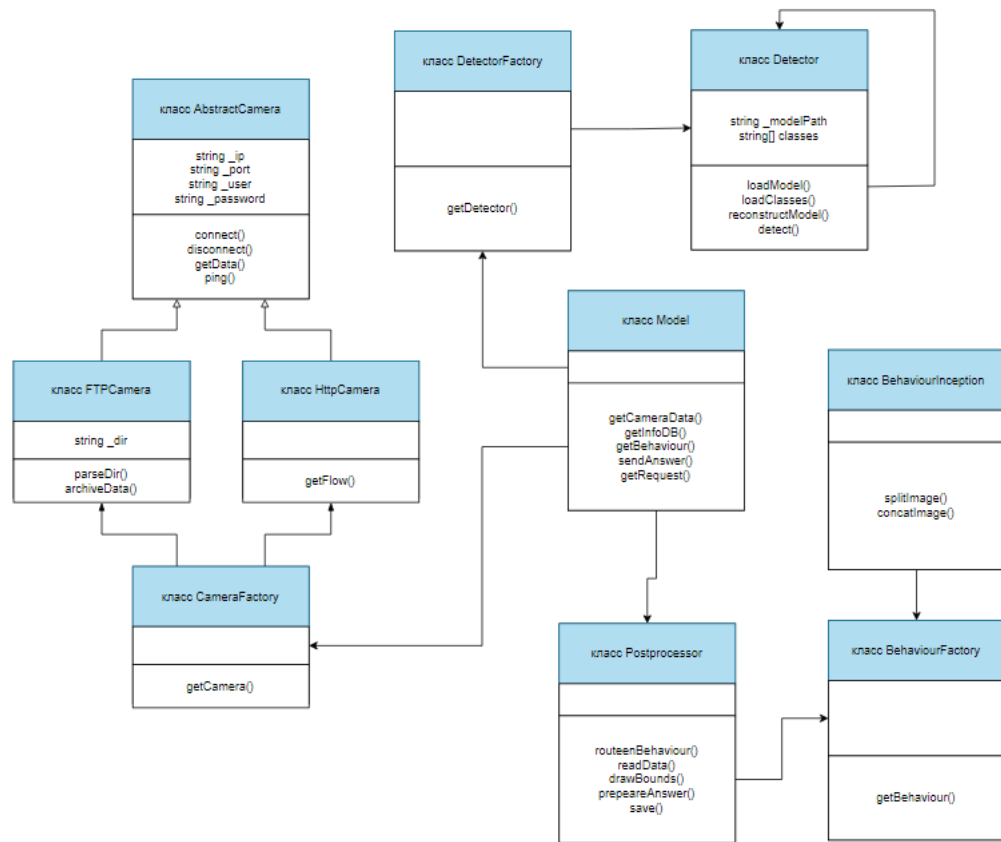 класс AbstractCamera
string _ip
string _port
string _user
string _password
connect()
disconnect()
getData()
ping()
класс DetectorFactory
getDetector()
класс Detector
string _modelPath
string[] classes
loadModel()
loadClasses()
reconstructModel()
detect()
класс FTPCamera
string _dir
parseDir()
archiveData()
класс HttpCamera
getFlow()
класс Model
getCameraData()
getInfoDB()
getBehaviour()
sendAnswer()
getRequest()
класс BehaviourInception
splitImage()
concatImage()
класс CameraFactory
getCamera()
класс Postprocessor
routeenBehaviour()
readData()
drawBounds()
prepeareAnswer()
save()
класс BehaviourFactory
getBehaviour()